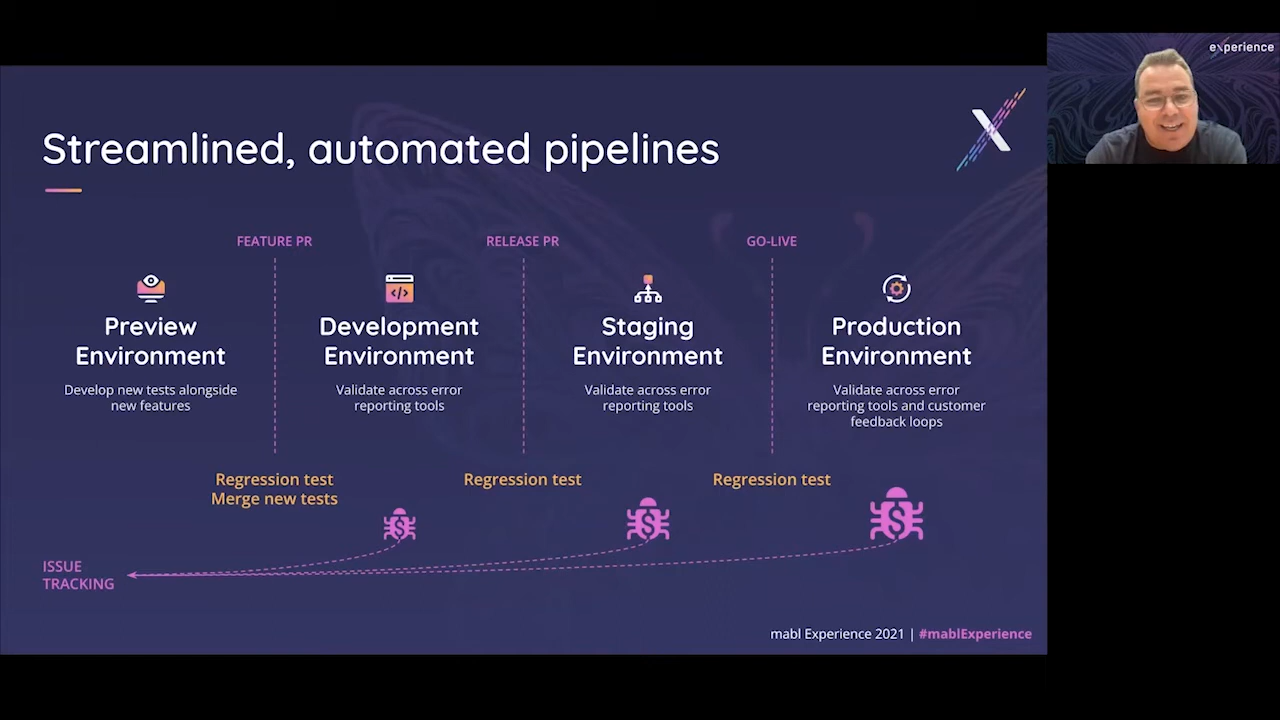 experience
Streamlined, automated pipelines
FEATURE PR
RELEASE PR
GO-LIVE
Preview
Environment
Develop new tests alongside
new features
Development
Environment
Validate across error
reporting tools
Staging
Environment
Validate across error
reporting tools
Production
Environment
Validate across error
reporting tools and customer
feedback loops
Regression test
Merge new tests
Regression test
Regression test
$
$
$
ISSUE
TRACKING
mabl Experience 2021 | #mablExperience